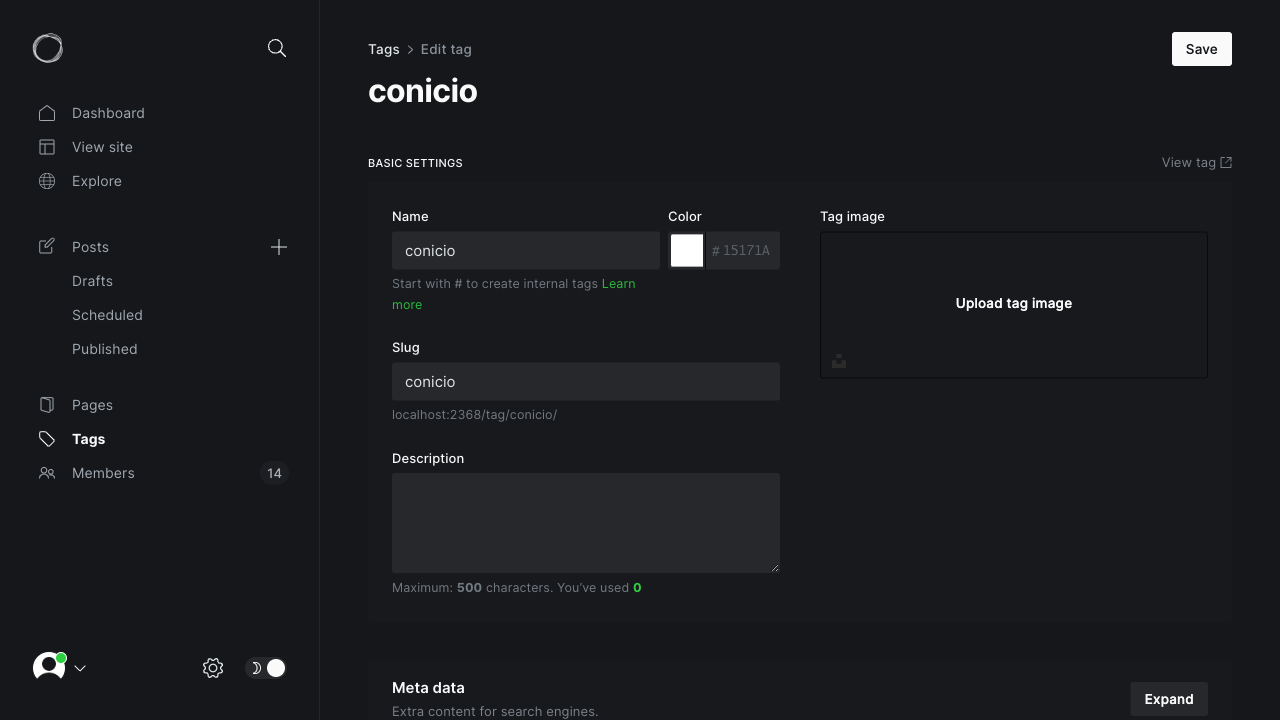 Tags > Edit tag
Save
conicio
Dashboard
View site
Explore
Posts
Drafts
Scheduled
Published
Pages
Tags
Members 14
BASIC SETTINGS
View tag
Name
conicio
Start with # to create internal tags Learn
more
Color
# 15171A
Tag image
Upload tag image
Slug
conicio
localhost:2368/tag/conicio/
Description
Maximum: 500 characters. You've used 0
Meta data
Extra content for search engines.
Expand